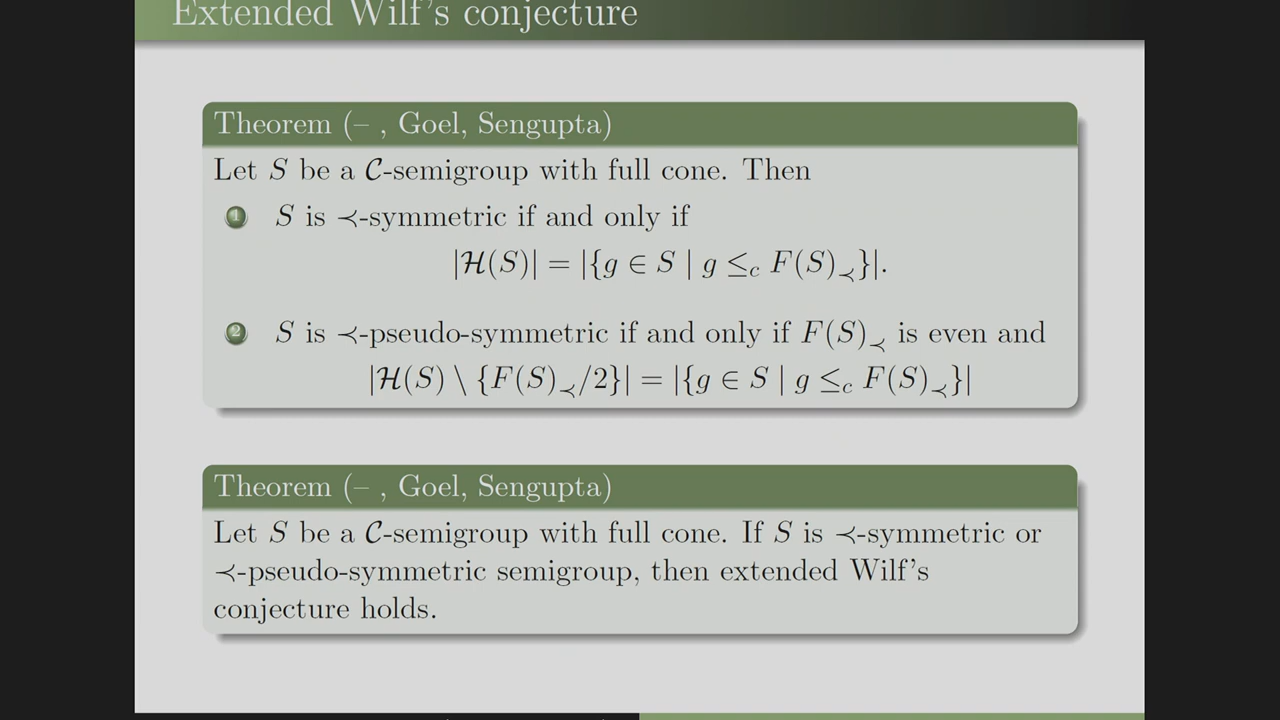 Extended Wilf's conjecture
Theorem (– , Goel, Sengupta)
Let S be a 𝒞-semigroup with full cone. Then
1 S is ≺-symmetric if and only if
|ℋ(S)| = |{g ∈ S | g ≤_c F(S)_≺}|.
2 S is ≺-pseudo-symmetric if and only if F(S)_≺ is even and
|ℋ(S) \ {F(S)_≺/2}| = |{g ∈ S | g ≤_c F(S)_≺}|
Theorem (– , Goel, Sengupta)
Let S be a 𝒞-semigroup with full cone. If S is ≺-symmetric or
≺-pseudo-symmetric semigroup, then extended Wilf's
conjecture holds.